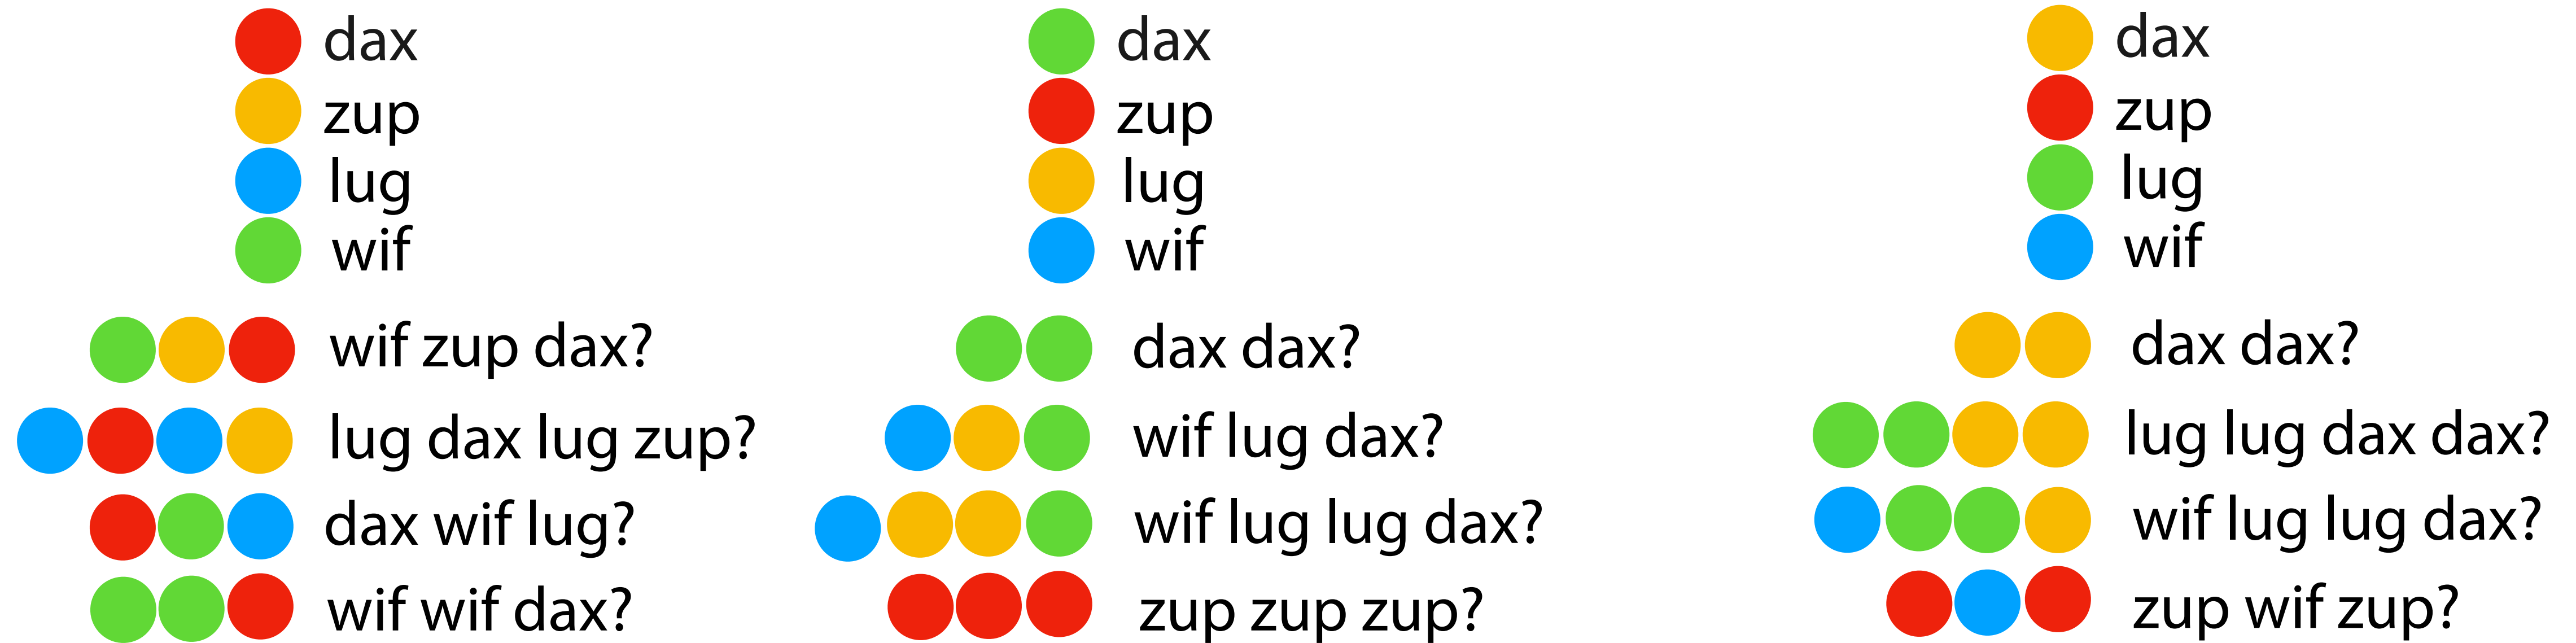 dax
zup
lug
wif
wif zup dax?
lug dax lug zup?
dax wif lug?
wif wif dax?
dax
zup
lug
wif
dax dax?
wif lug dax?
wif lug lug dax?
zup zup zup?
dax
zup
lug
wif
dax dax?
lug lug dax dax?
wif lug lug dax?
zup wif zup?